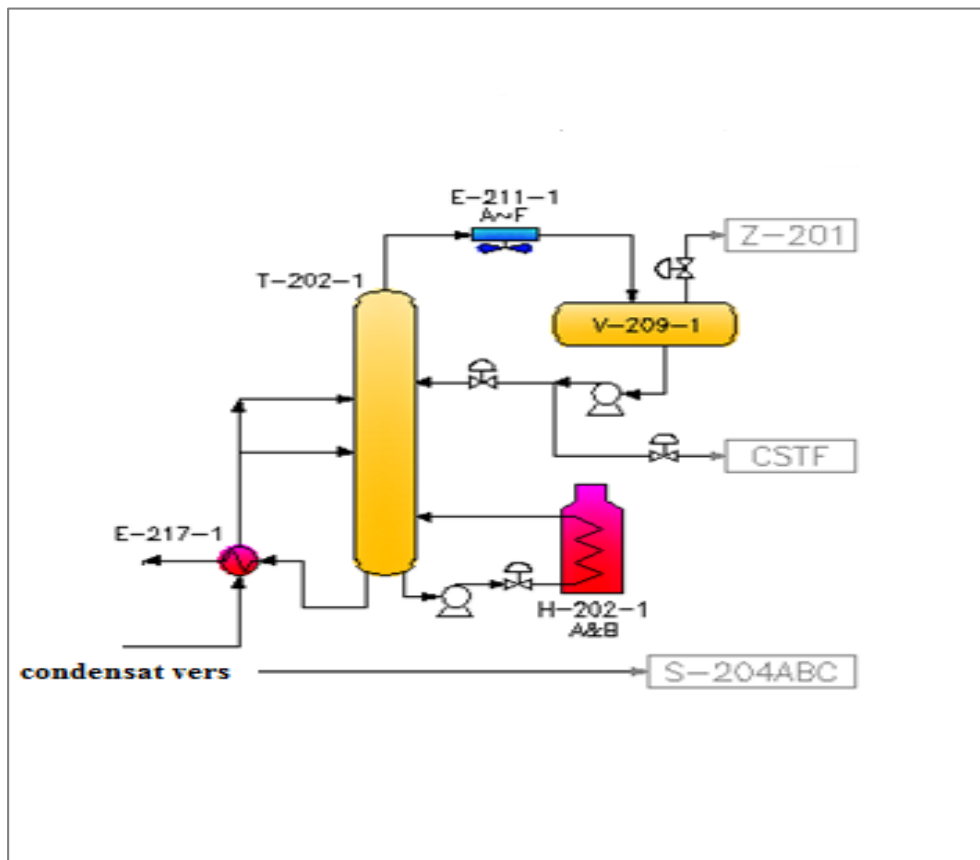 E-211-1
A~F
Z-201
T-202-1
V-209-1
CSTF
E-217-1
H-202-1
A&B
condensat vers
S-204ABC